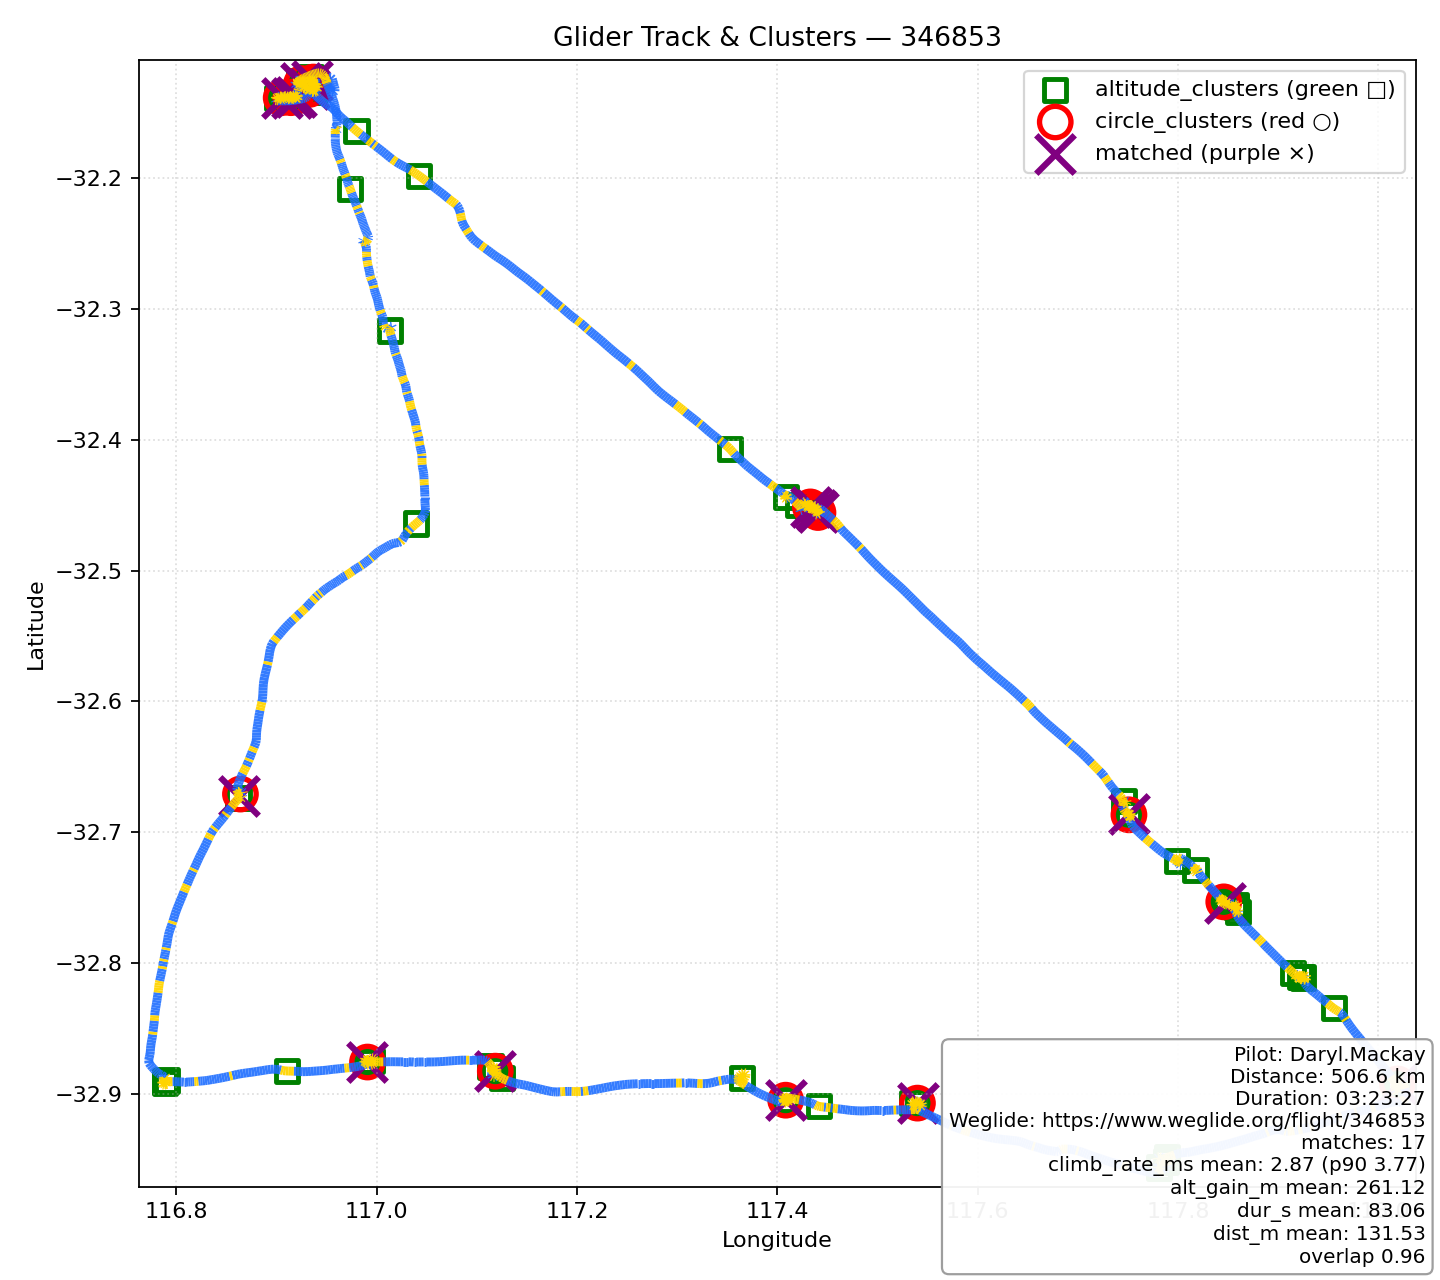 Glider Track & Clusters — 346853
altitude_clusters (green □)
circle_clusters (red ○)
matched (purple ×)
−32.2
−32.3
−32.4
−32.5
−32.6
−32.7
−32.8
−32.9
Latitude
116.8
117.0
117.2
117.4
117.6
117.8
Longitude
Pilot: Daryl.Mackay
Distance: 506.6 km
Duration: 03:23:27
Weglide: https://www.weglide.org/flight/346853
matches: 17
climb_rate_ms mean: 2.87 (p90 3.77)
alt_gain_m mean: 261.12
dur_s mean: 83.06
dist_m mean: 131.53
overlap 0.96